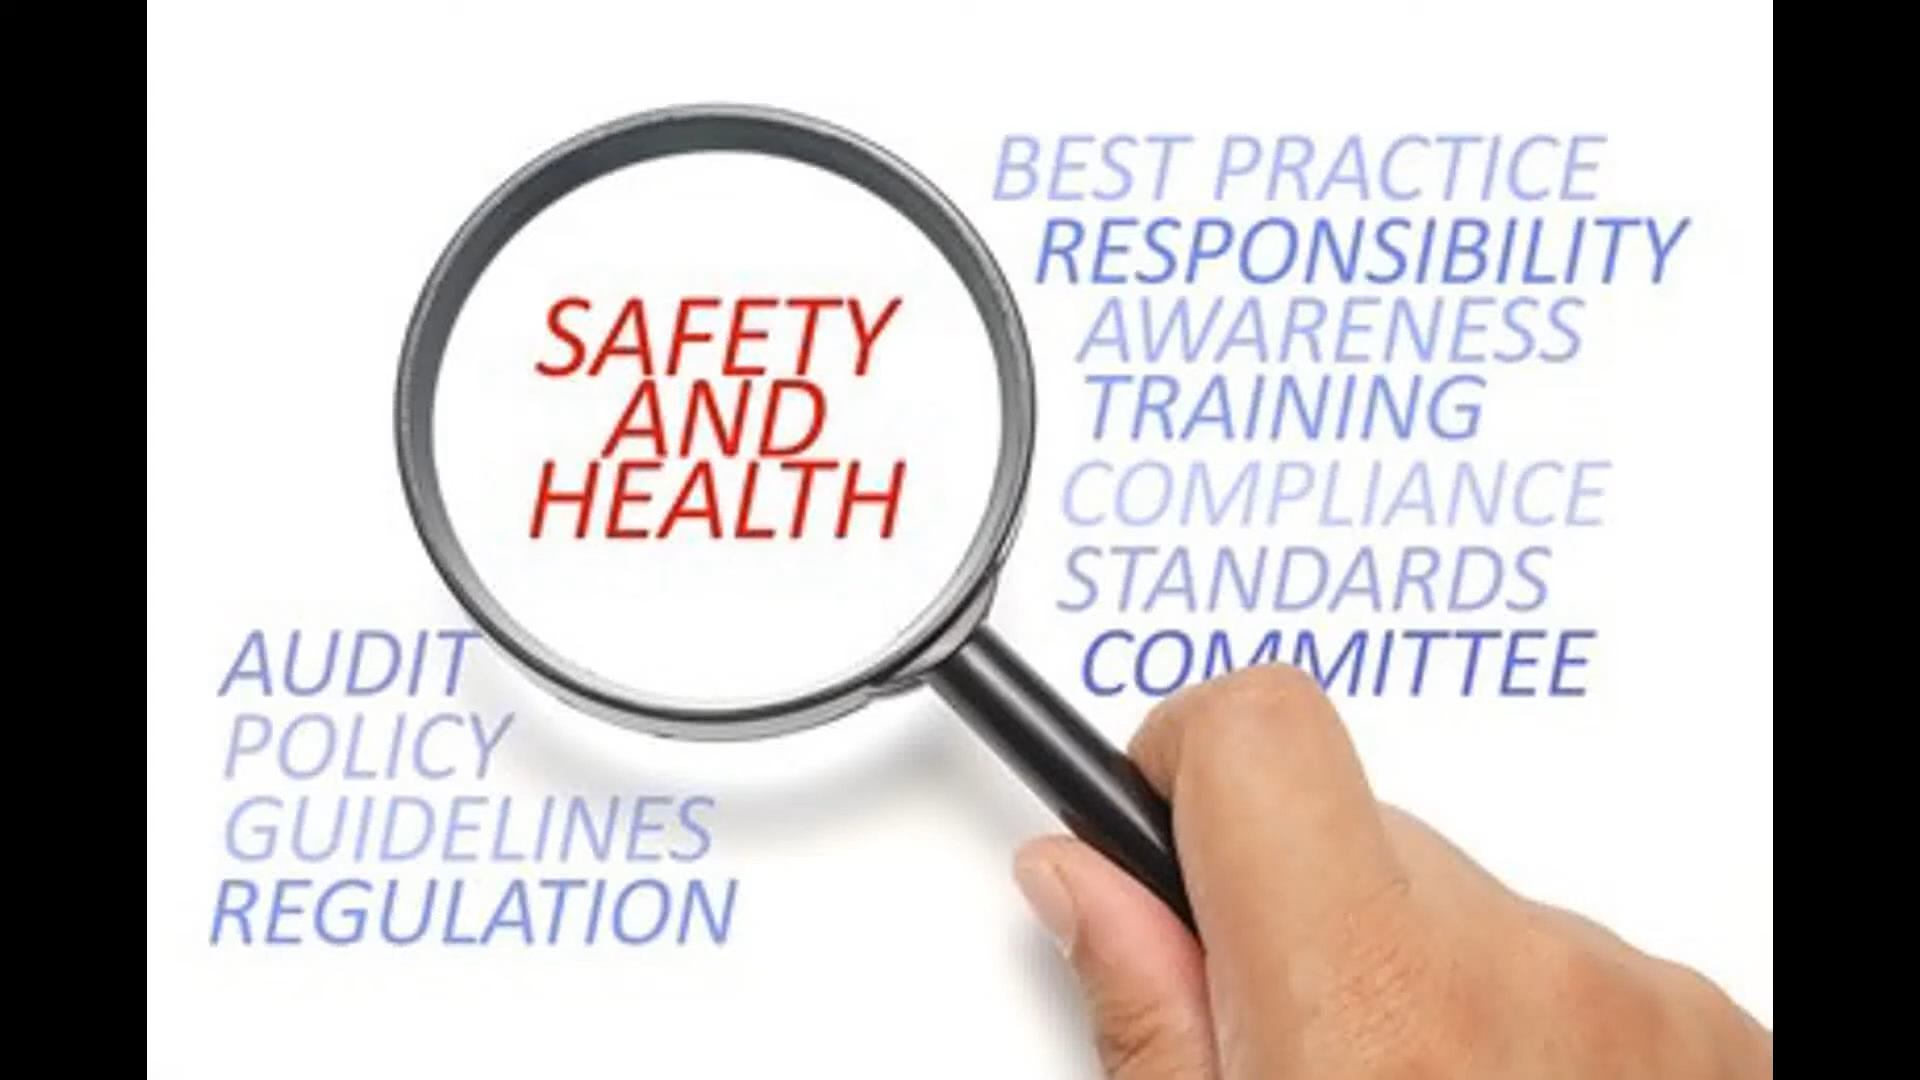 SAFETY
AND
HEALTH
BEST PRACTICE
RESPONSIBILITY
AWARENESS
TRAINING
COMPLIANCE
STANDARDS
COMMITTEE
AUDIT
POLICY
GUIDELINES
REGULATION